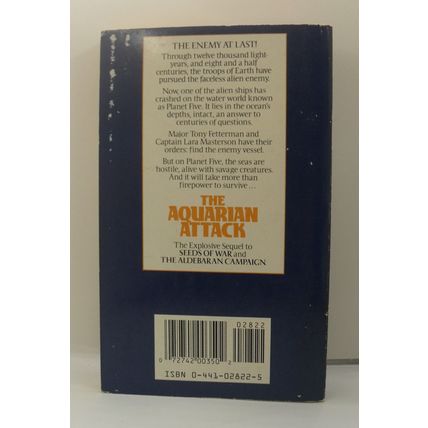 THE ENEMY AT LAST!
Through twelve thousand light-
years, and eight and a half
centuries, the troops of Earth have
pursued the faceless alien enemy.
Now, one of the alien ships has
crashed on the water world known
as Planet Five. It lies in the ocean's
depths, intact, an answer to
centuries of questions.
Major Tony Fetterman and
Captain Lara Masterson have their
orders: find the enemy vessel.
But on Planet Five, the seas are
hostile, alive with savage creatures.
And it will take more than
firepower to survive...
THE
AQUARIAN
ATTACK
The Explosive Sequel to
SEEDS OF WAR and
THE ALDEBARAN CAMPAIGN
02822
0 72742 00350 2
ISBN 0-441-02822-5